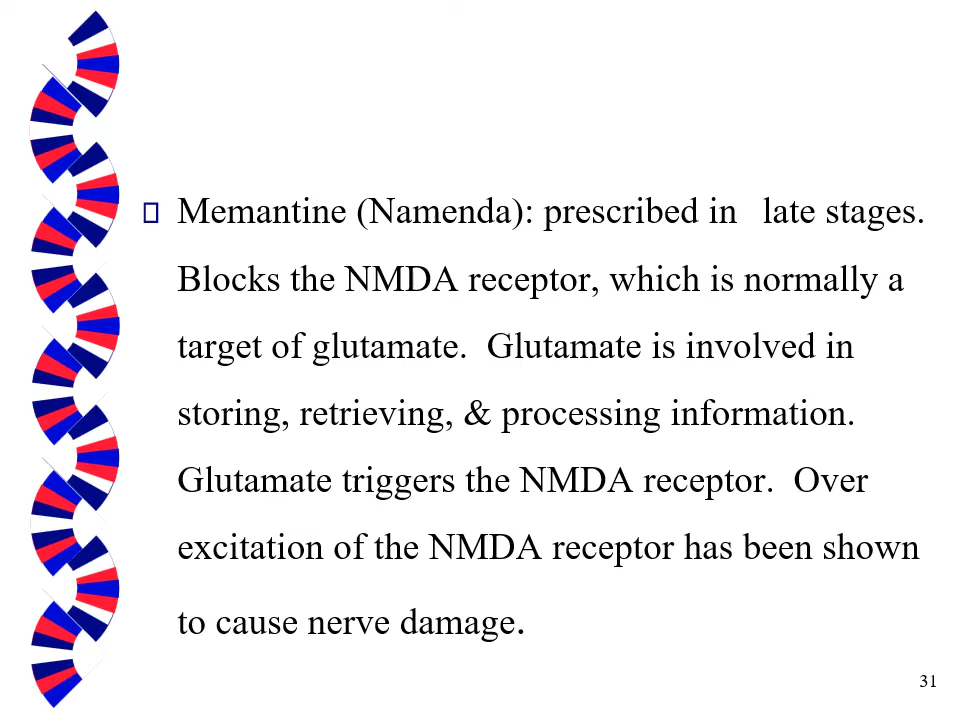 Memantine (Namenda): prescribed in late stages.
Blocks the NMDA receptor, which is normally a
target of glutamate. Glutamate is involved in
storing, retrieving, & processing information.
Glutamate triggers the NMDA receptor. Over
excitation of the NMDA receptor has been shown
to cause nerve damage.
31